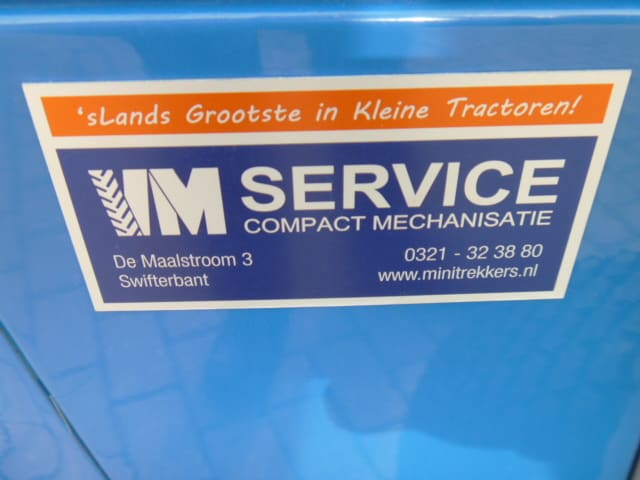 'sLands Grootste in Kleine Tractoren!
VM SERVICE
COMPACT MECHANISATIE
De Maalstroom 3
Swifterbant
0321 - 32 38 80
www.minitrekkers.nl